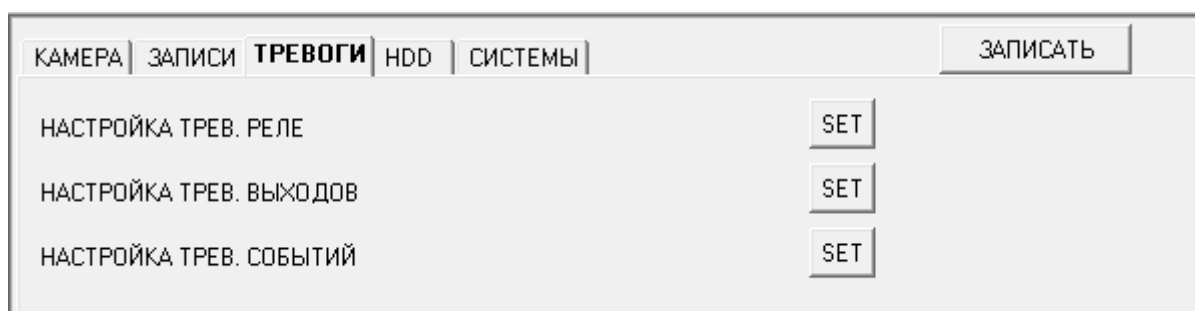 КАМЕРА ЗАПИСИ ТРЕВОГИ HDD СИСТЕМЫ ЗАПИСАТЬ
НАСТРОЙКА ТРЕВ. РЕЛЕ SET
НАСТРОЙКА ТРЕВ. ВЫХОДОВ SET
НАСТРОЙКА ТРЕВ. СОБЫТИЙ SET